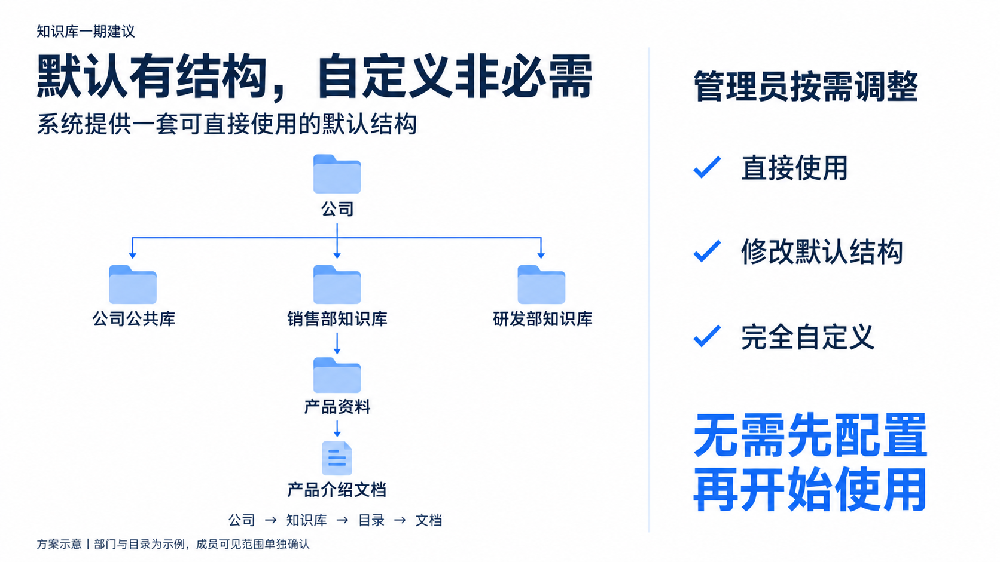 知识库一期建议
默认有结构，自定义非必需
系统提供一套可直接使用的默认结构
公司
公司公共库
销售部知识库
研发部知识库
产品资料
产品介绍文档
公司 → 知识库 → 目录 → 文档
方案示意丨部门与目录为示例，成员可见范围单独确认
管理员按需调整
直接使用
修改默认结构
完全自定义
无需先配置
再开始使用